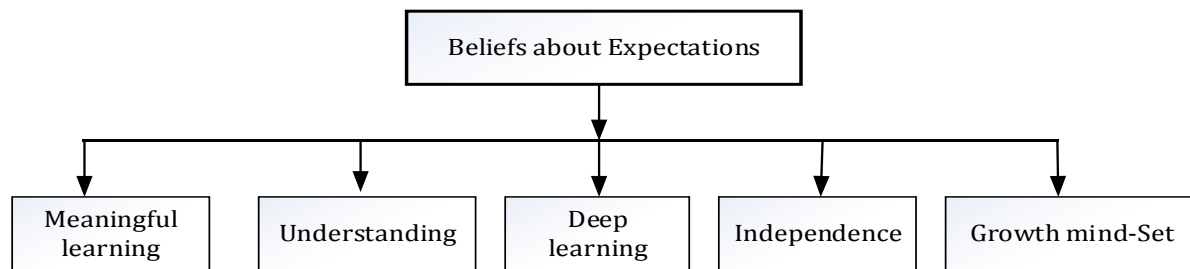 Beliefs about Expectations
Meaningful
learning
Understanding
Deep
learning
Independence
Growth mind-Set